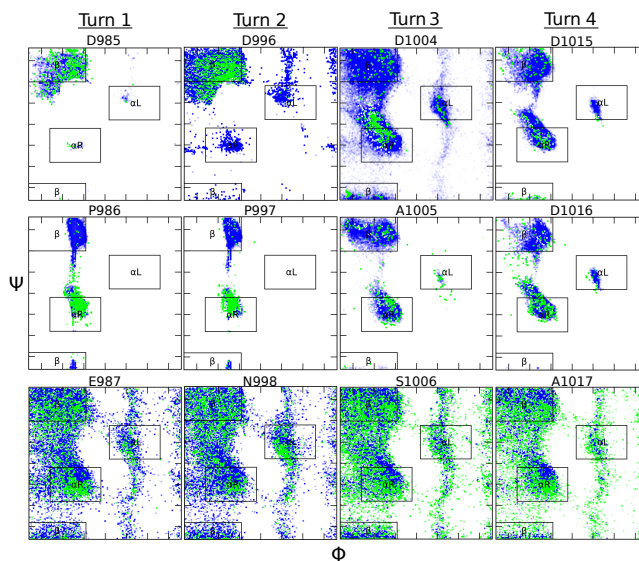 Turn 1 Turn 2 Turn 3 Turn 4
D985 D996 D1004 D1015
β αL αL β αL αL
αR αR αR αR
β β β β
P986 P997 A1005 D1016
Ψ
β αL β αL β αL β αL
αR αR αR αR
β β β β
E987 N998 S1006 A1017
αL αL αL αL
αR αR αR αR
β β β β
Φ